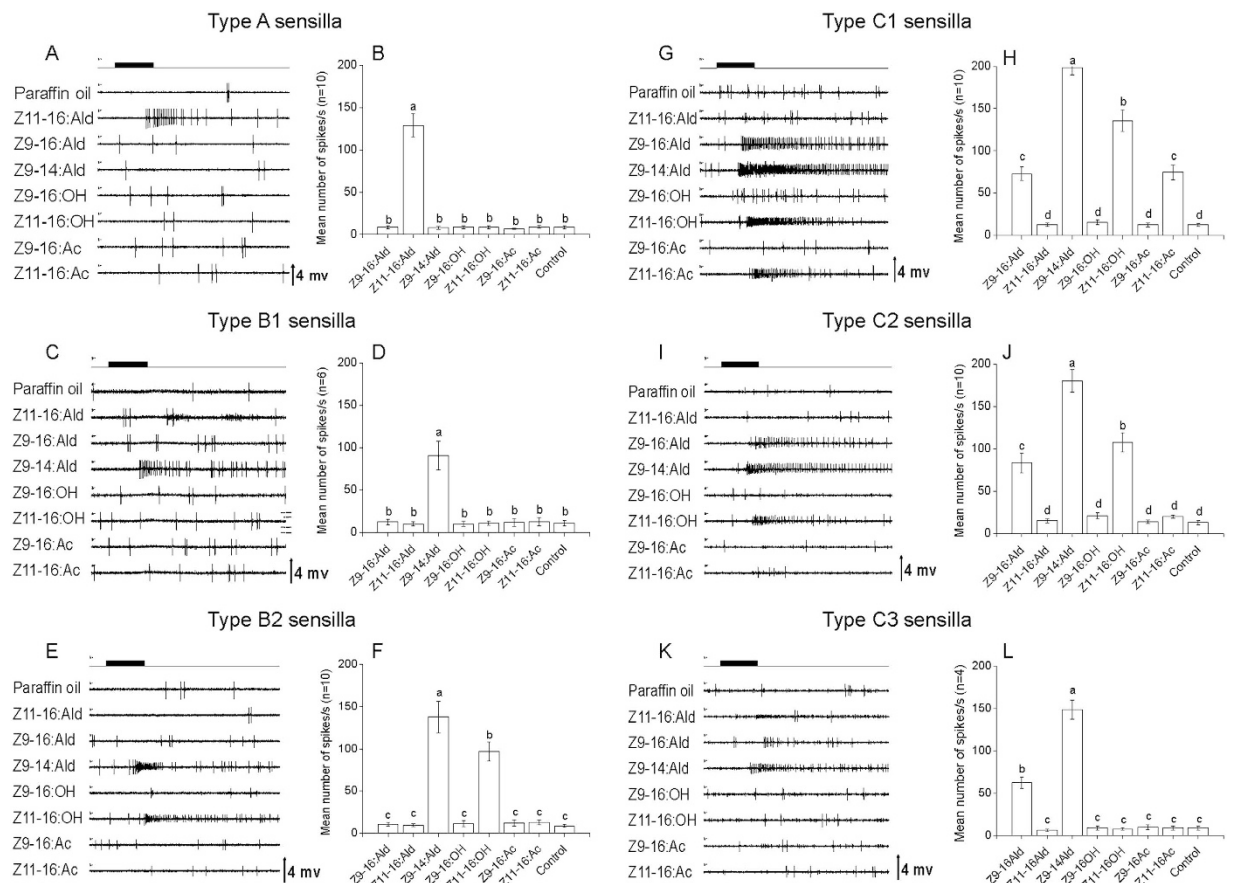 Type A sensilla
A
Paraffin oil
Z11-16:Ald
Z9-16:Ald
Z9-14:Ald
Z9-16:OH
Z11-16:OH
Z9-16:Ac
Z11-16:Ac
4 mv
B
Mean number of spikes/s (n=10)
200
150
100
50
0
a
b b b b b b b
Z9-16:Ald
Z11-16:Ald
Z9-14:Ald
Z9-16:OH
Z11-16:OH
Z9-16:Ac
Z11-16:Ac
Control
Type B1 sensilla
C
Paraffin oil
Z11-16:Ald
Z9-16:Ald
Z9-14:Ald
Z9-16:OH
Z11-16:OH
Z9-16:Ac
Z11-16:Ac
4 mv
D
Mean number of spikes/s (n=6)
200
150
100
50
0
a
b b b b b b b
Z9-16:Ald
Z11-16:Ald
Z9-14:Ald
Z9-16:OH
Z11-16:OH
Z9-16:Ac
Z11-16:Ac
Control
Type B2 sensilla
E
Paraffin oil
Z11-16:Ald
Z9-16:Ald
Z9-14:Ald
Z9-16:OH
Z11-16:OH
Z9-16:Ac
Z11-16:Ac
4 mv
F
Mean number of spikes/s (n=10)
200
150
100
50
0
a
b
c c c c c c
Z9-16:Ald
Z11-16:Ald
Z9-14:Ald
Z9-16:OH
Z11-16:OH
Z9-16:Ac
Z11-16:Ac
Control
Type C1 sensilla
G
Paraffin oil
Z11-16:Ald
Z9-16:Ald
Z9-14:Ald
Z9-16:OH
Z11-16:OH
Z9-16:Ac
Z11-16:Ac
4 mv
H
Mean number of spikes/s (n=10)
200
150
100
50
0
a
b
c c
d d d d
Z9-16:Ald
Z11-16:Ald
Z9-14:Ald
Z9-16:OH
Z11-16:OH
Z9-16:Ac
Z11-16:Ac
Control
Type C2 sensilla
I
Paraffin oil
Z11-16:Ald
Z9-16:Ald
Z9-14:Ald
Z9-16:OH
Z11-16:OH
Z9-16:Ac
Z11-16:Ac
4 mv
J
Mean number of spikes/s (n=10)
200
150
100
50
0
a
b
c
d d d d d
Z9-16:Ald
Z11-16:Ald
Z9-14:Ald
Z9-16:OH
Z11-16:OH
Z9-16:Ac
Z11-16:Ac
Control
Type C3 sensilla
K
Paraffin oil
Z11-16:Ald
Z9-16:Ald
Z9-14:Ald
Z9-16:OH
Z11-16:OH
Z9-16:Ac
Z11-16:Ac
4 mv
L
Mean number of spikes/s (n=4)
200
150
100
50
0
a
b
c c c c c c
Z9-16Ald
Z11-16Ald
Z9-14Ald
Z9-16OH
Z11-16OH
Z9-16Ac
Z11-16Ac
Control